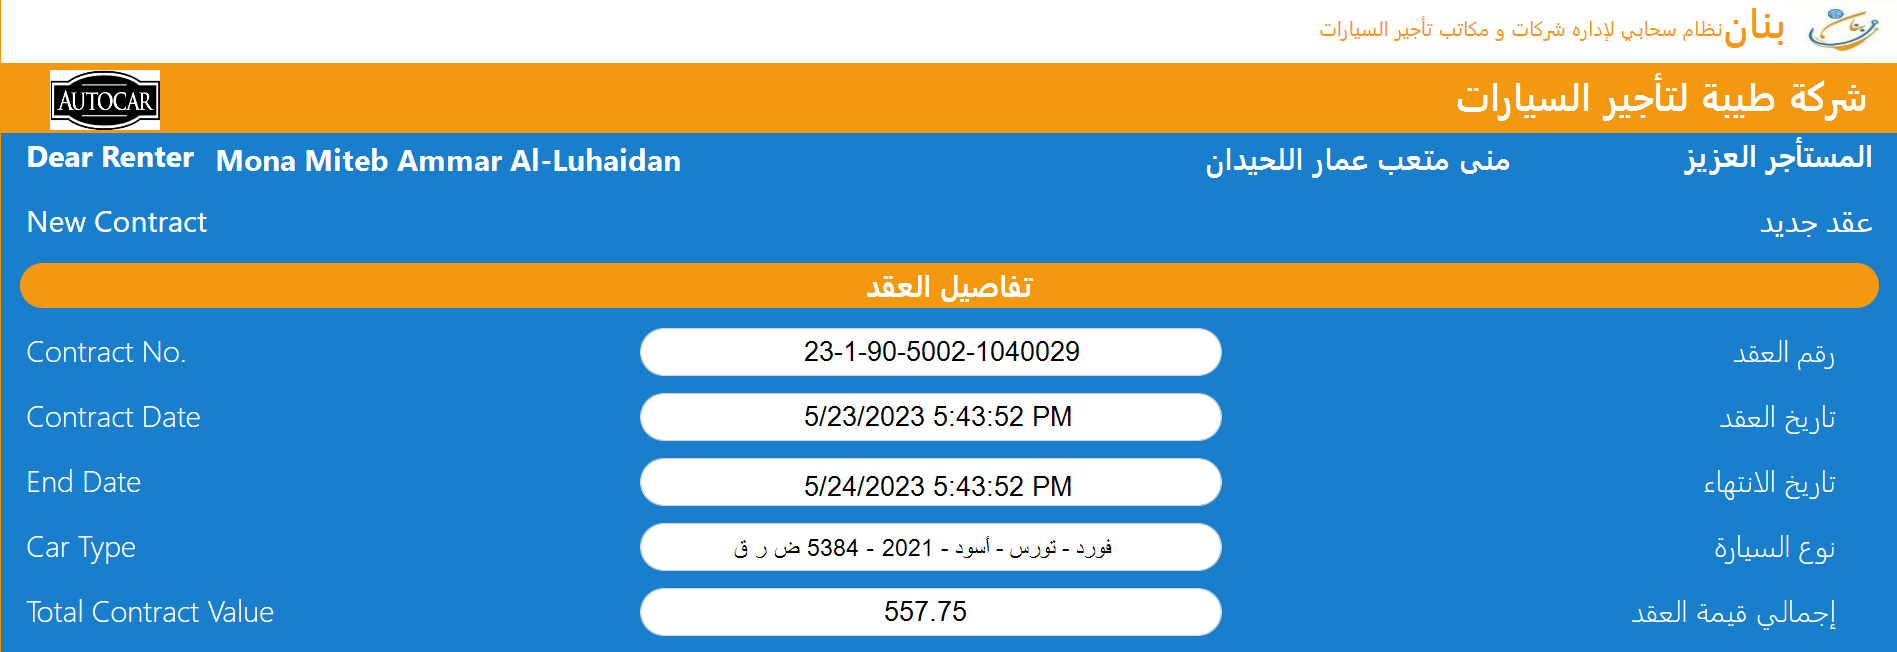 بنان نظام سحابي لإداره شركات و مكاتب تأجير السيارات
بنان
AUTOCAR
شركة طيبة لتأجير السيارات
Dear Renter Mona Miteb Ammar Al-Luhaidan
المستأجر العزيز منى متعب عمار اللحيدان
New Contract
عقد جديد
تفاصيل العقد
Contract No.
23-1-90-5002-1040029
رقم العقد
Contract Date
5/23/2023 5:43:52 PM
تاريخ العقد
End Date
5/24/2023 5:43:52 PM
تاريخ الانتهاء
Car Type
فورد - تورس - أسود - 2021 - 5384 ض ر ق
نوع السيارة
Total Contract Value
557.75
إجمالي قيمة العقد